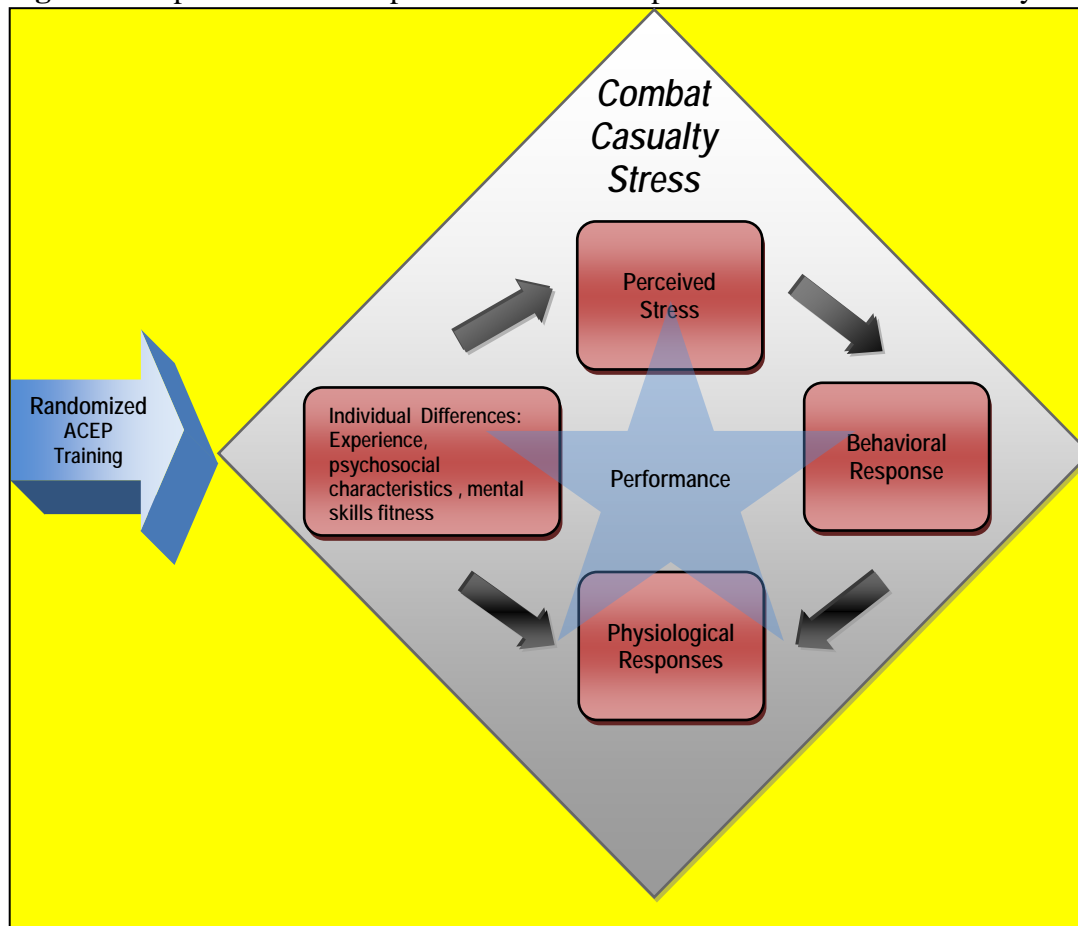 Combat
Casualty
Stress
Perceived
Stress
Randomized
ACEP
Training
Individual Differences:
Experience,
psychosocial
characteristics , mental
skills fitness
Performance
Behavioral
Response
Physiological
Responses